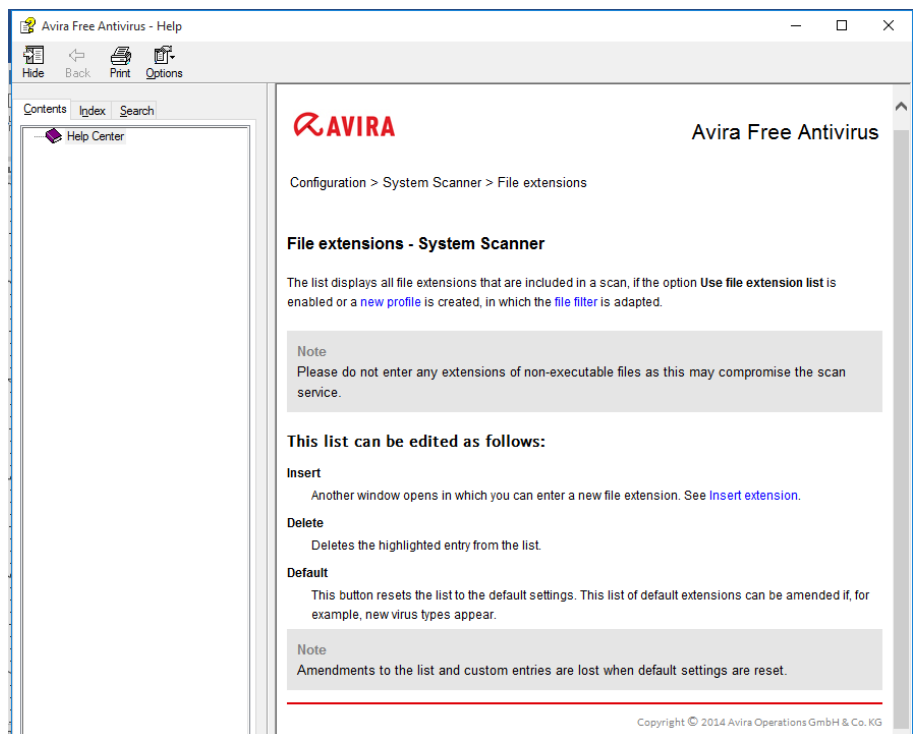 Avira Free Antivirus - Help
Hide Back Print Options
Contents Index Search
Help Center
AVIRA
Avira Free Antivirus
Configuration > System Scanner > File extensions
File extensions - System Scanner
The list displays all file extensions that are included in a scan, if the option Use file extension list is
enabled or a new profile is created, in which the file filter is adapted.
Note
Please do not enter any extensions of non-executable files as this may compromise the scan
service.
This list can be edited as follows:
Insert
Another window opens in which you can enter a new file extension. See Insert extension.
Delete
Deletes the highlighted entry from the list.
Default
This button resets the list to the default settings. This list of default extensions can be amended if, for
example, new virus types appear.
Note
Amendments to the list and custom entries are lost when default settings are reset.
Copyright © 2014 Avira Operations GmbH & Co. KG